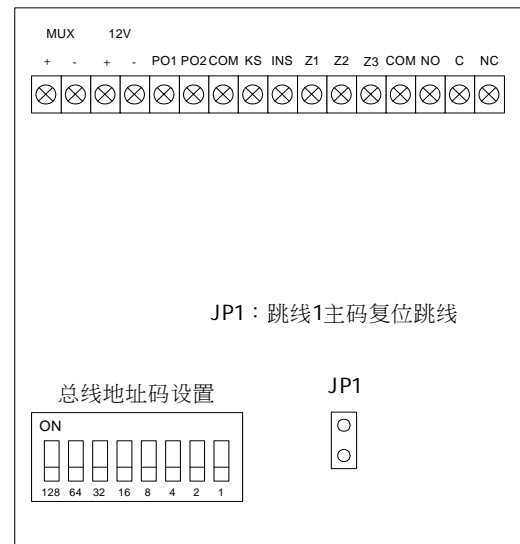 MUX 12V
+ - + - PO1 PO2 COM KS INS Z1 Z2 Z3 COM NO C NC
JP1：跳线1主码复位跳线
总线地址码设置
JP1
ON
128 64 32 16 8 4 2 1